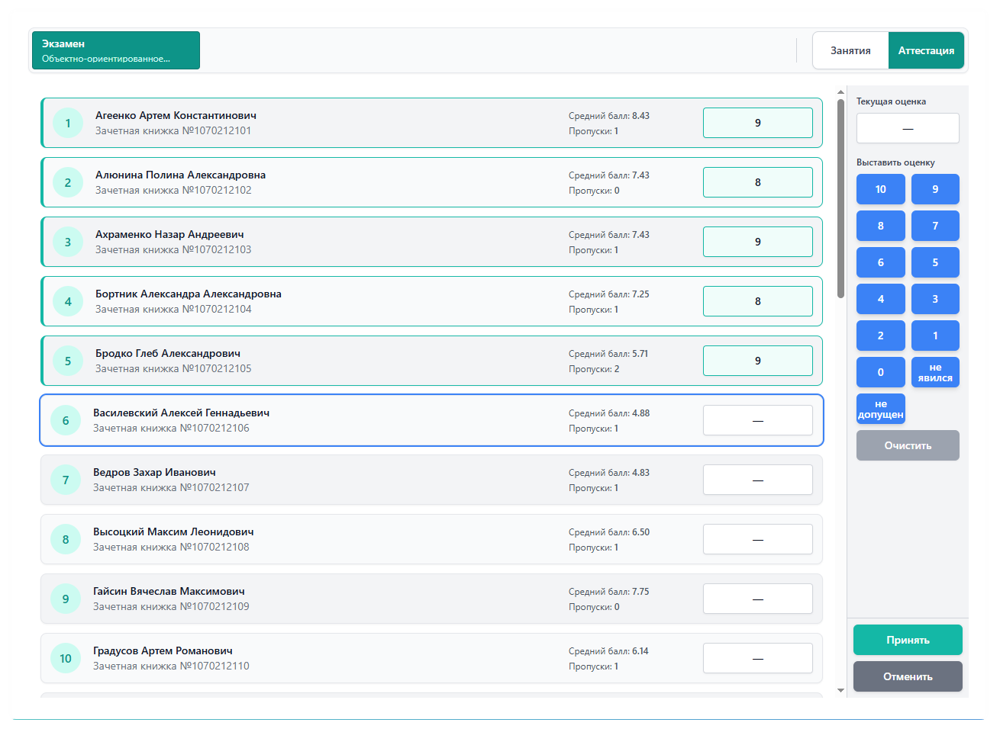 Экзамен
Объектно-ориентированное...
Занятия
Аттестация
1
Агеенко Артем Константинович
Зачетная книжка №1070212101
Средний балл: 8.43
Пропуски: 1
9
2
Алюнина Полина Александровна
Зачетная книжка №1070212102
Средний балл: 7.43
Пропуски: 0
8
3
Ахраменко Назар Андреевич
Зачетная книжка №1070212103
Средний балл: 7.43
Пропуски: 1
9
4
Бортник Александра Александровна
Зачетная книжка №1070212104
Средний балл: 7.25
Пропуски: 1
8
5
Бродко Глеб Александрович
Зачетная книжка №1070212105
Средний балл: 5.71
Пропуски: 2
9
6
Василевский Алексей Геннадьевич
Зачетная книжка №1070212106
Средний балл: 4.88
Пропуски: 1
—
7
Ведров Захар Иванович
Зачетная книжка №1070212107
Средний балл: 4.83
Пропуски: 1
—
8
Высоцкий Максим Леонидович
Зачетная книжка №1070212108
Средний балл: 6.50
Пропуски: 1
—
9
Гайсин Вячеслав Максимович
Зачетная книжка №1070212109
Средний балл: 7.75
Пропуски: 0
—
10
Градусов Артем Романович
Зачетная книжка №1070212110
Средний балл: 6.14
Пропуски: 1
—
Текущая оценка
—
Выставить оценку
10
9
8
7
6
5
4
3
2
1
0
не
явился
не
допущен
Очистить
Принять
Отменить